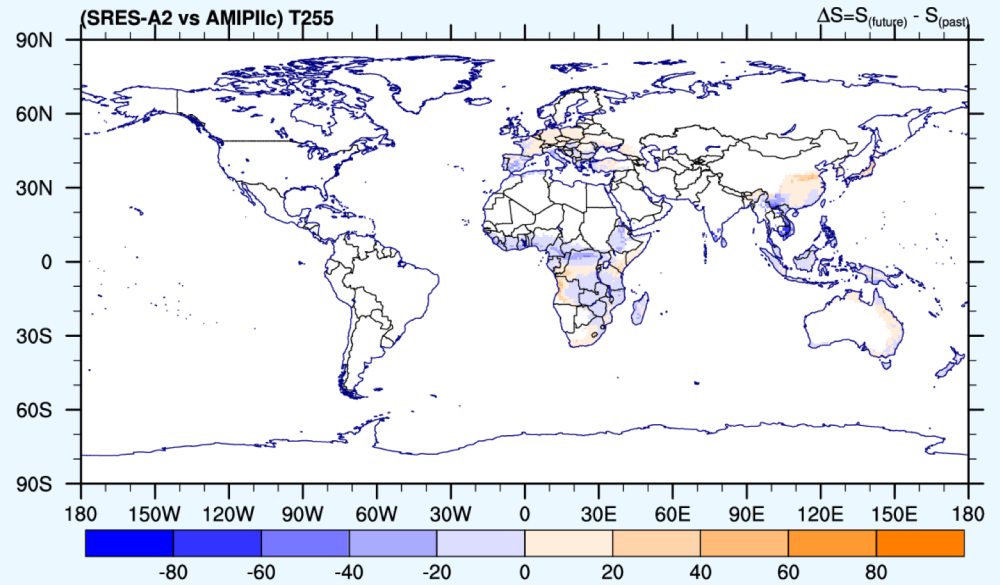 (SRES-A2 vs AMIPIIc) T255
ΔS=S(future) - S(past)
90N
60N
30N
0
30S
60S
90S
180 150W 120W 90W 60W 30W 0 30E 60E 90E 120E 150E 180
-80 -60 -40 -20 0 20 40 60 80